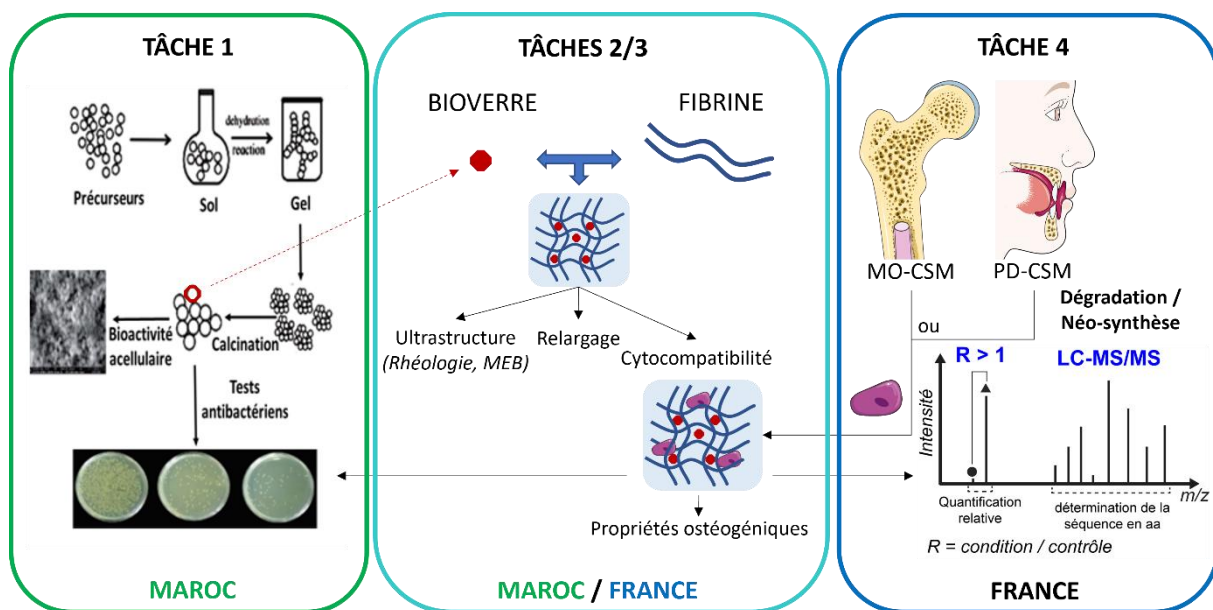 TÂCHE 1
Précurseurs
Sol
dehydration
reaction
Gel
Bioactivité
acellulaire
Calcination
Tests
antibactériens
MAROC
TÂCHES 2/3
BIOVERRE
FIBRINE
Ultrastructure
(Rhéologie, MEB)
Relargage
Cytocompatibilité
Propriétés ostéogéniques
MAROC / FRANCE
TÂCHE 4
MO-CSM
PD-CSM
ou
Dégradation /
Néo-synthèse
R > 1
LC-MS/MS
Intensité
m/z
Quantification
relative
détermination de la
séquence en aa
R = condition / contrôle
FRANCE